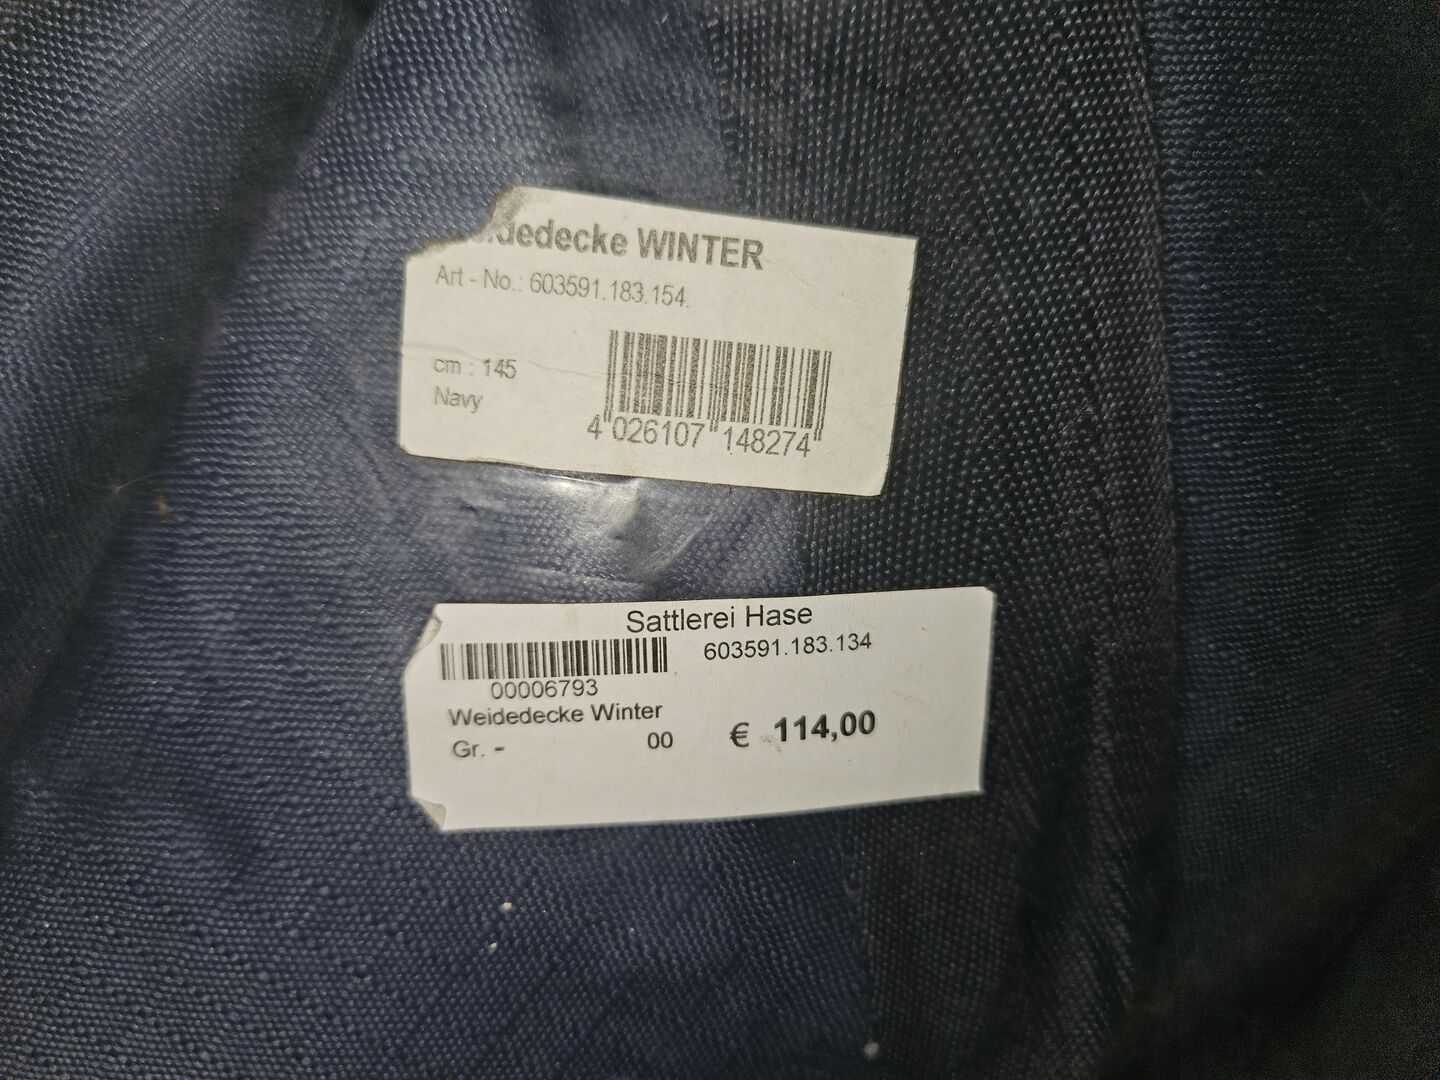 Weidedecke WINTER
Art - No.: 603591.183.154.
cm : 145
Navy
4 026107 148274
Sattlerei Hase
603591.183.134
00006793
Weidedecke Winter
Gr. - 00
€ 114,00